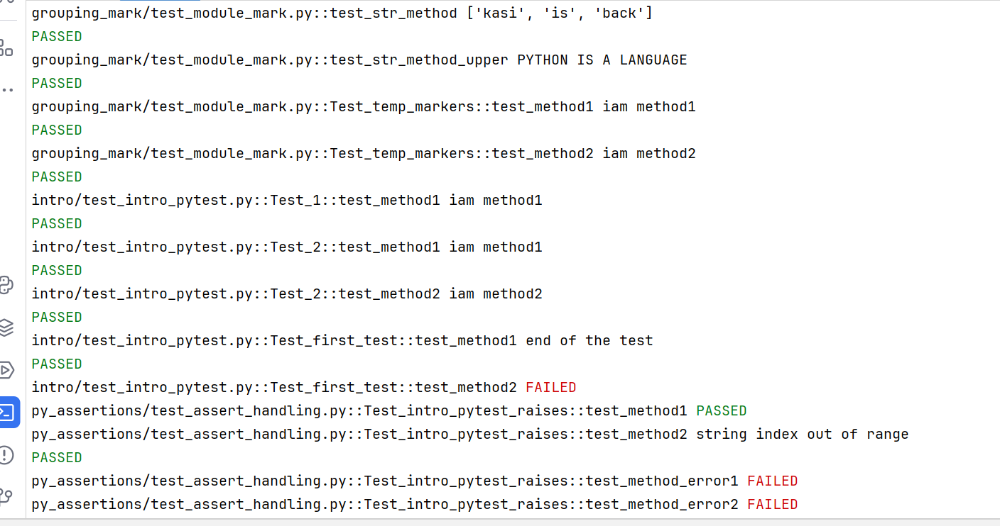 grouping_mark/test_module_mark.py::test_str_method ['kasi', 'is', 'back']
PASSED
grouping_mark/test_module_mark.py::test_str_method_upper PYTHON IS A LANGUAGE
PASSED
grouping_mark/test_module_mark.py::Test_temp_markers::test_method1 iam method1
PASSED
grouping_mark/test_module_mark.py::Test_temp_markers::test_method2 iam method2
PASSED
intro/test_intro_pytest.py::Test_1::test_method1 iam method1
PASSED
intro/test_intro_pytest.py::Test_2::test_method1 iam method1
PASSED
intro/test_intro_pytest.py::Test_2::test_method2 iam method2
PASSED
intro/test_intro_pytest.py::Test_first_test::test_method1 end of the test
PASSED
intro/test_intro_pytest.py::Test_first_test::test_method2 FAILED
py_assertions/test_assert_handling.py::Test_intro_pytest_raises::test_method1 PASSED
py_assertions/test_assert_handling.py::Test_intro_pytest_raises::test_method2 string index out of range
PASSED
py_assertions/test_assert_handling.py::Test_intro_pytest_raises::test_method_error1 FAILED
py_assertions/test_assert_handling.py::Test_intro_pytest_raises::test_method_error2 FAILED